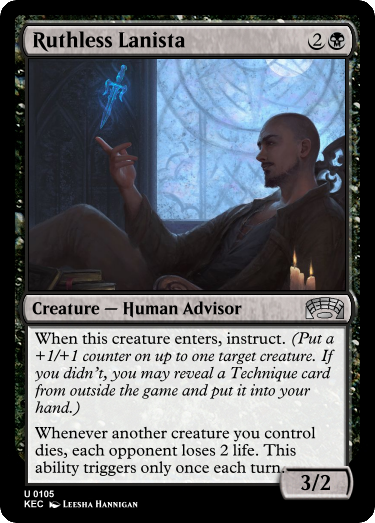 Ruthless Lanista 2
Creature — Human Advisor
When this creature enters, instruct. (Put a
+1/+1 counter on up to one target creature. If
you didn't, you may reveal a Technique card
from outside the game and put it into your
hand.)
Whenever another creature you control
dies, each opponent loses 2 life. This
ability triggers only once each turn.
3/2
U 0105
KEC Leesha Hannigan